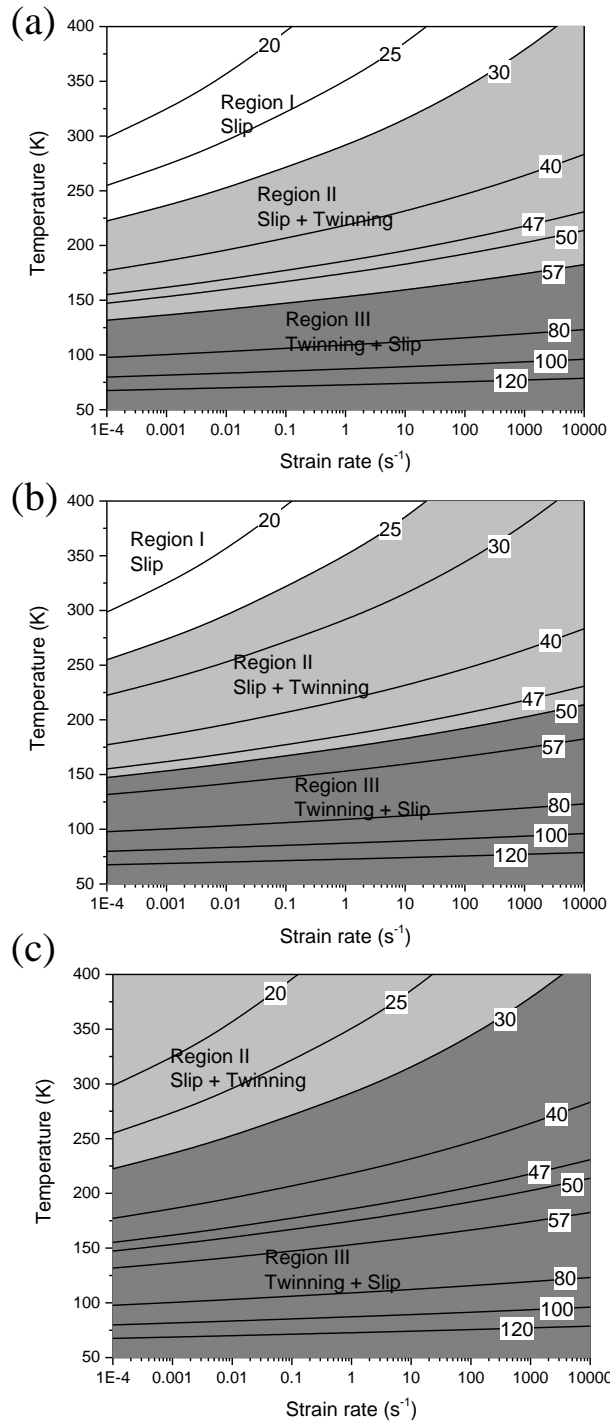 (a)
400
350
300
250
200
150
100
50
Temperature (K)
20
25
30
Region I
Slip
Region II
Slip + Twinning
40
47
50
57
Region III
Twinning + Slip
80
100
120
1E-4 0.001 0.01 0.1 1 10 100 1000 10000
Strain rate (s-1)
(b)
400
350
300
250
200
150
100
50
Temperature (K)
20
25
30
Region I
Slip
Region II
Slip + Twinning
40
47
50
57
Region III
Twinning + Slip
80
100
120
1E-4 0.001 0.01 0.1 1 10 100 1000 10000
Strain rate (s-1)
(c)
400
350
300
250
200
150
100
50
Temperature (K)
20
25
30
Region II
Slip + Twinning
40
47
50
57
Region III
Twinning + Slip
80
100
120
1E-4 0.001 0.01 0.1 1 10 100 1000 10000
Strain rate (s-1)